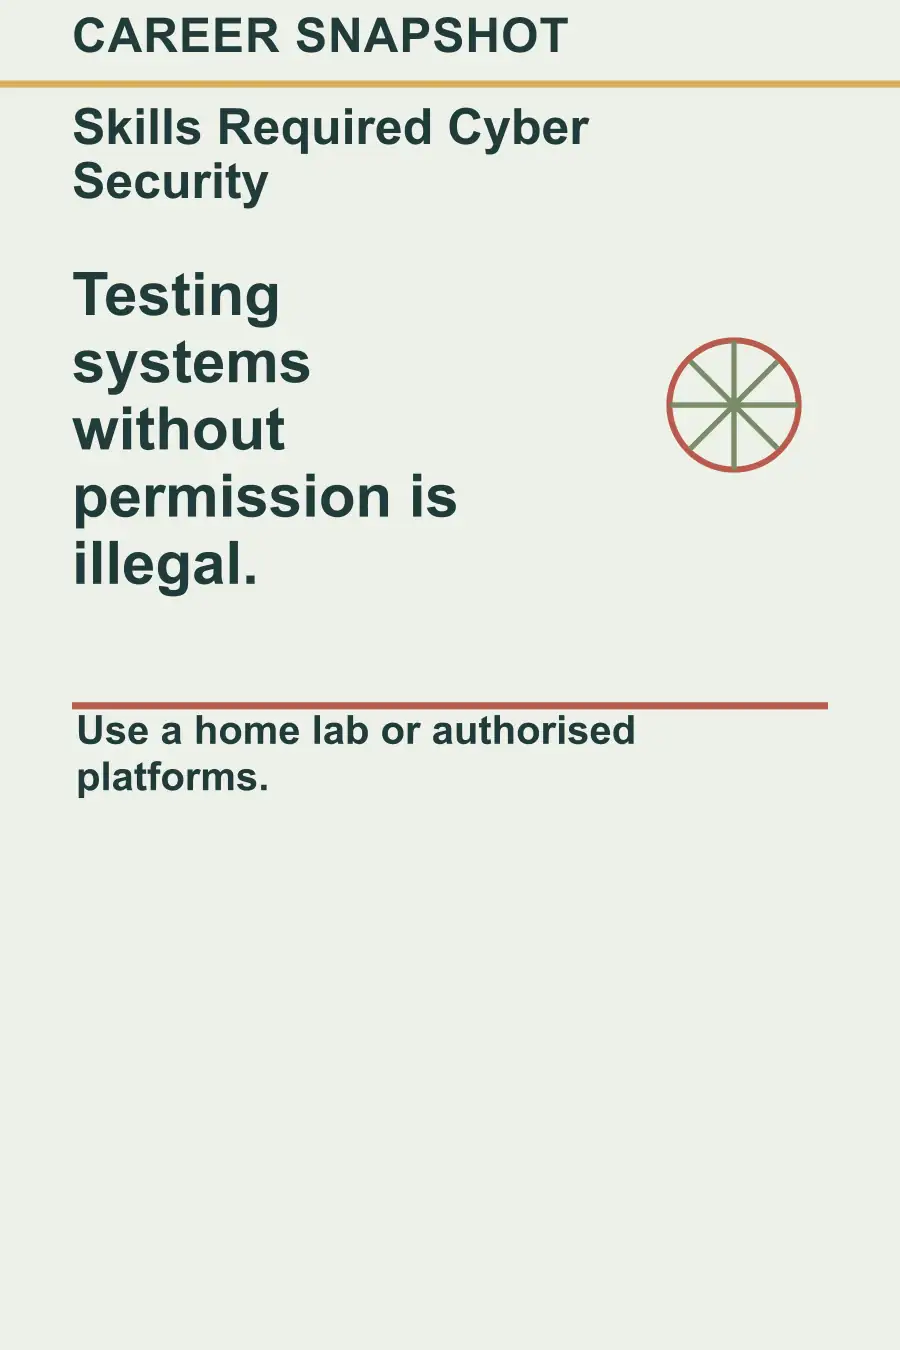 CAREER SNAPSHOT
Skills Required Cyber
Security
Testing
systems
without
permission is
illegal.
Use a home lab or authorised
platforms.